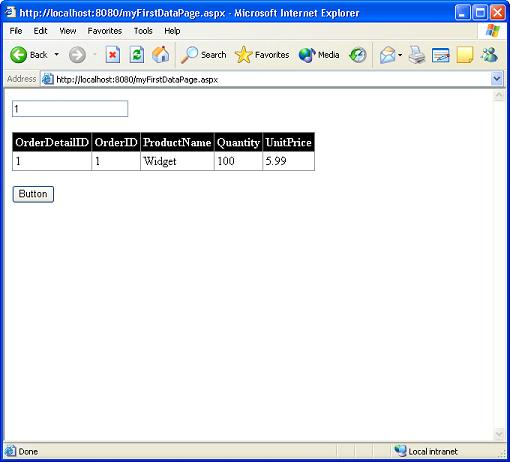 http://localhost:8080/myFirstDataPage.aspx - Microsoft Internet Explorer
File Edit View Favorites Tools Help
Back Search Favorites Media
Address http://localhost:8080/myFirstDataPage.aspx
1
OrderDetailID OrderID ProductName Quantity UnitPrice
1 1 Widget 100 5.99
Button
Done Local intranet